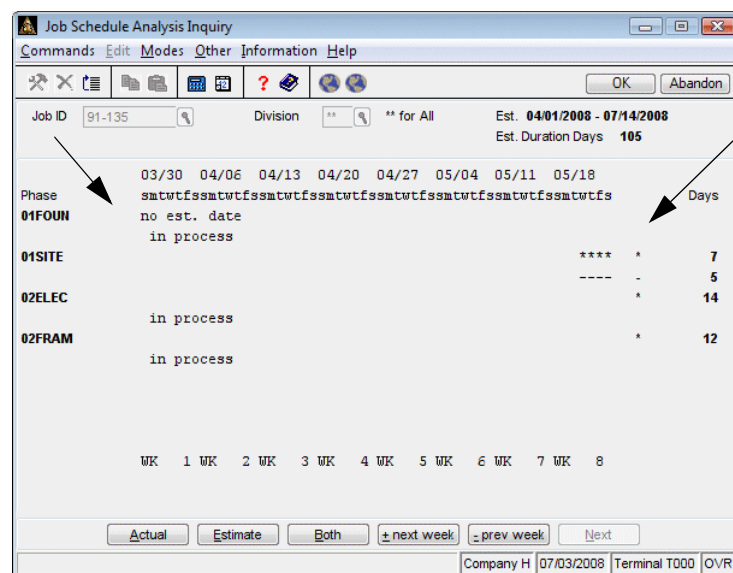 Job Schedule Analysis Inquiry
Commands Edit Modes Other Information Help
OK Abandon
Job ID 91-135 Division ** ** for All Est. 04/01/2008 - 07/14/2008
Est. Duration Days 105
03/30 04/06 04/13 04/20 04/27 05/04 05/11 05/18
Phase smtwtfssmtwtfssmtwtfssmtwtfssmtwtfssmtwtfssmtwtfssmtwtfs Days
01FOUN no est. date
in process
01SITE **** * 7
---- - 5
02ELEC * 14
in process
02FRAM * 12
in process
WK 1 WK 2 WK 3 WK 4 WK 5 WK 6 WK 7 WK 8
Actual Estimate Both + next week - prev week Next
Company H 07/03/2008 Terminal T000 OVR